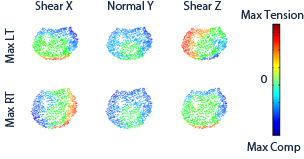 Shear X Normal Y Shear Z
Max Tension
Max LT
0
Max RT
Max Comp